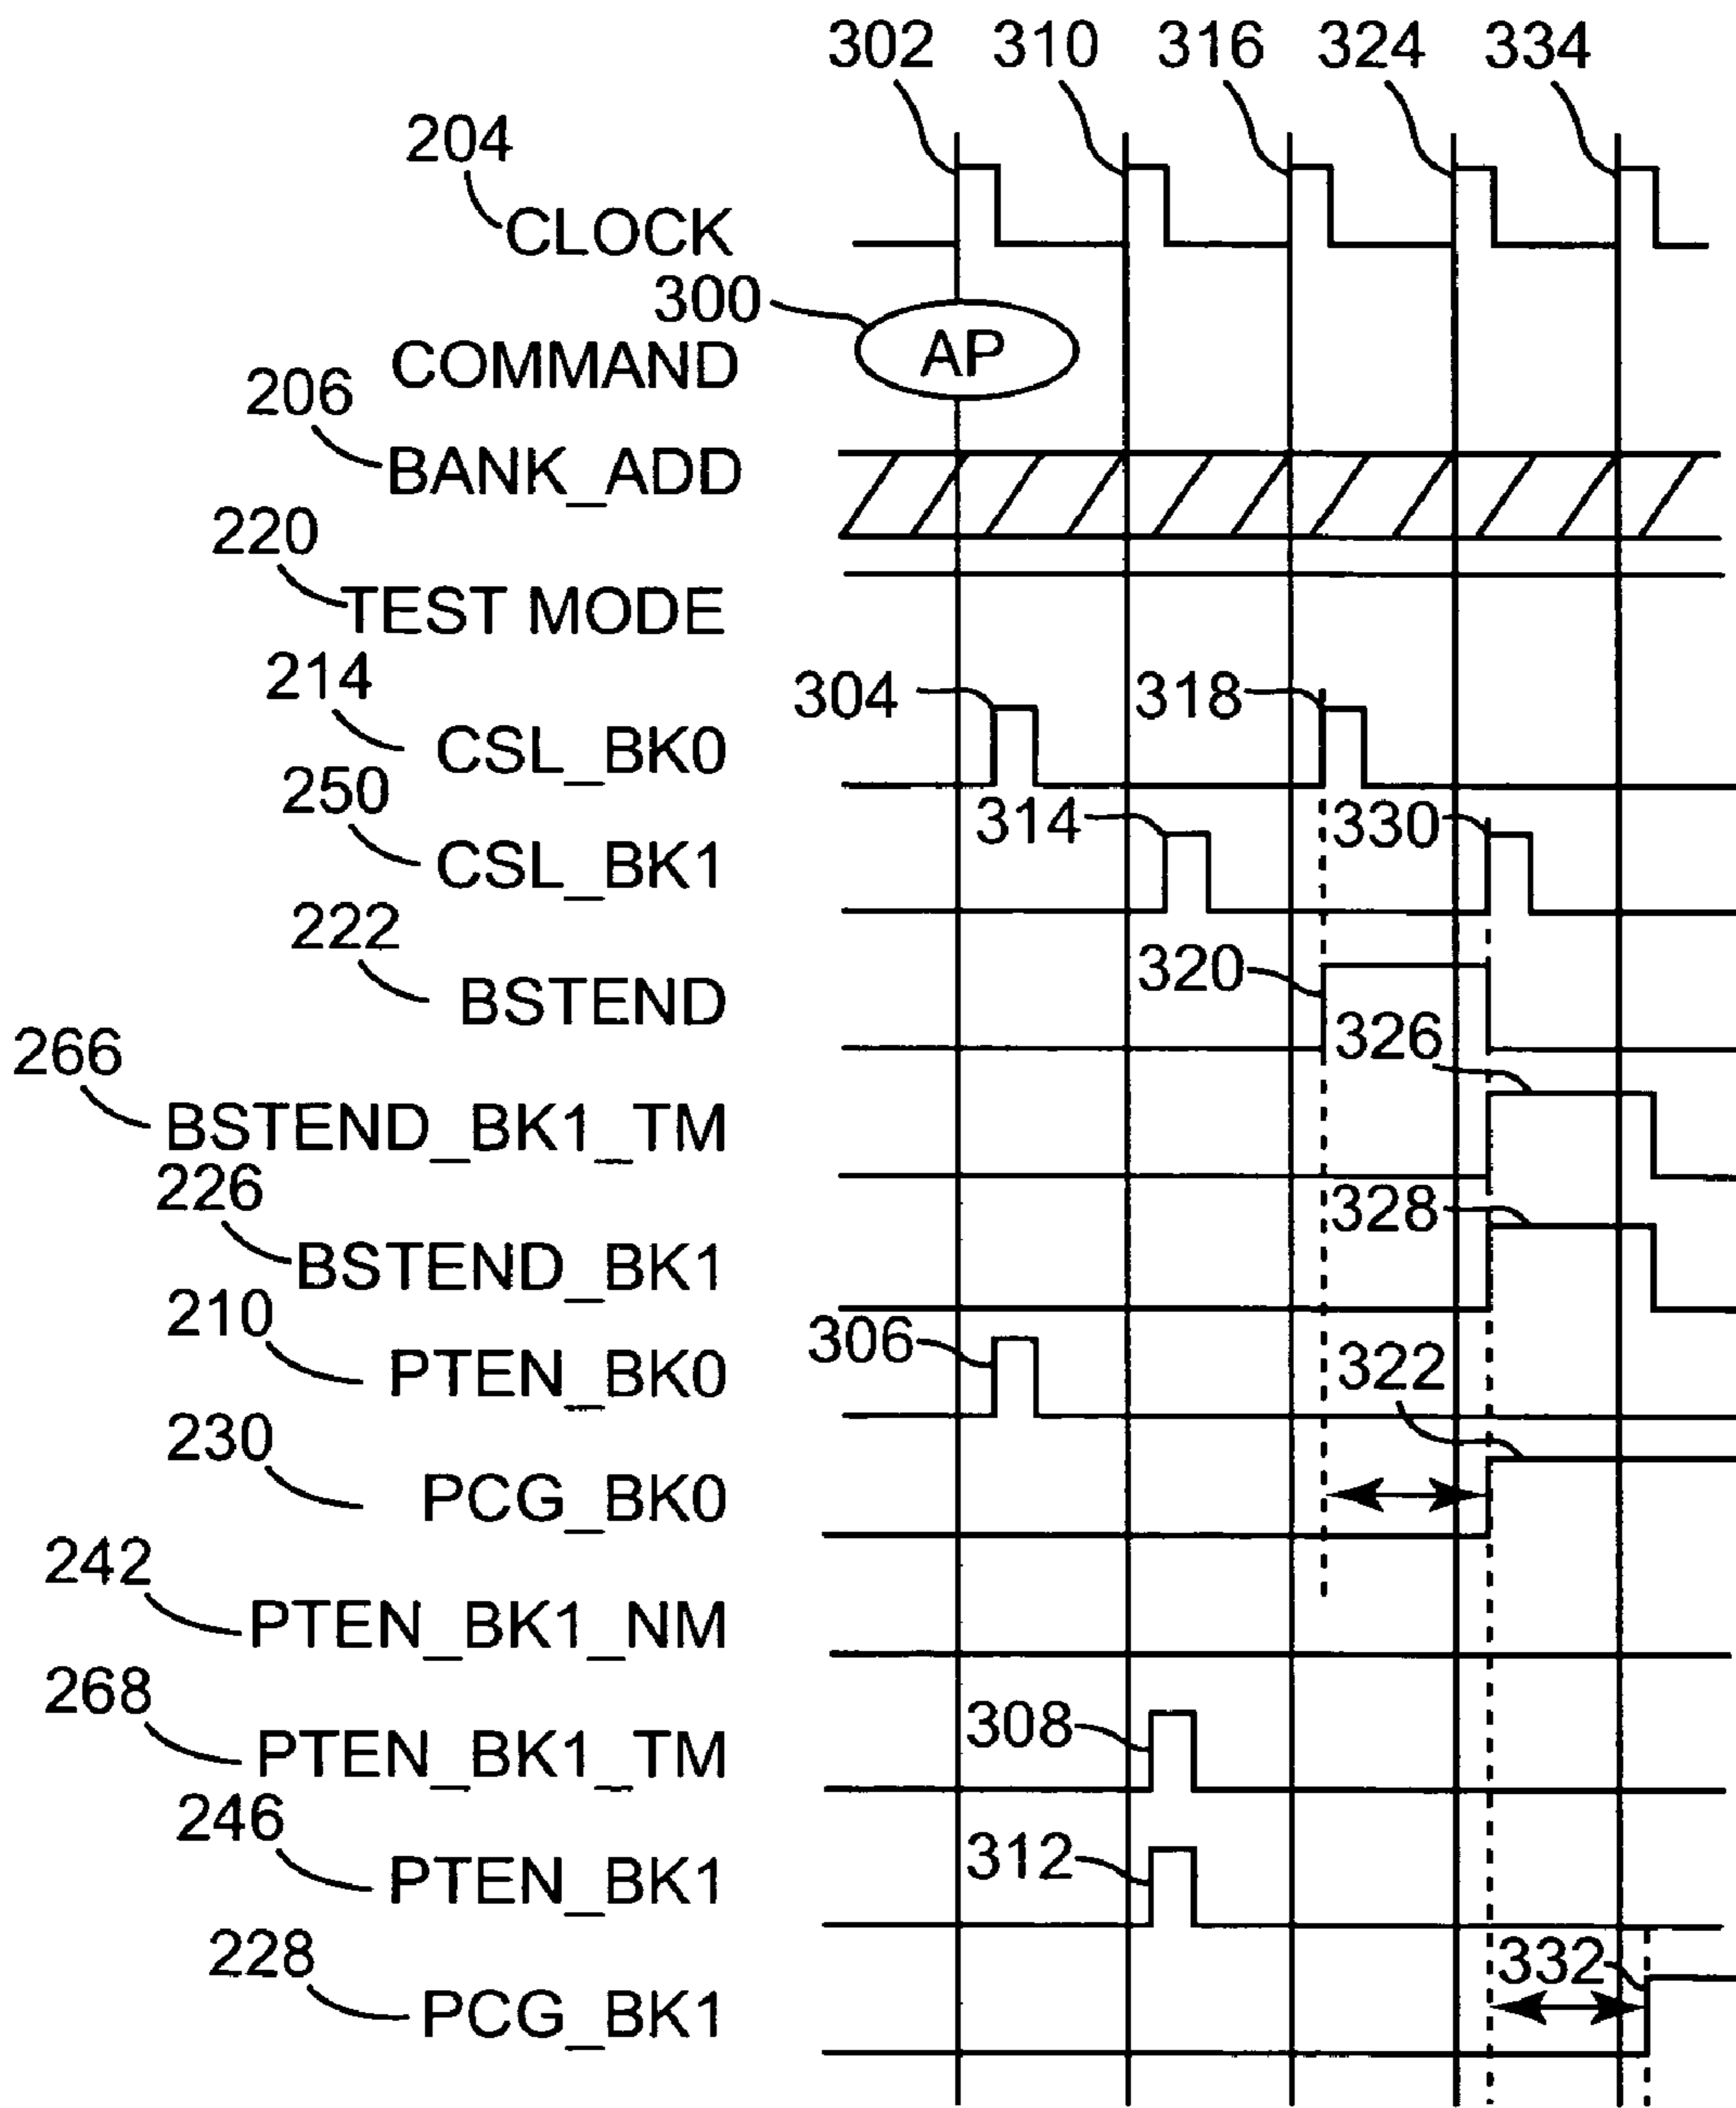 302 310 316 324 334
204
CLOCK
300
COMMAND
AP
206
BANK_ADD
220
TEST MODE
214
304 318
CSL_BK0
250
314 330
CSL_BK1
222
320
BSTEND
326
266
BSTEND_BK1_TM
226
328
BSTEND_BK1
210
306 322
PTEN_BK0
230
PCG_BK0
242
PTEN_BK1_NM
268
308
PTEN_BK1_TM
246
312
PTEN_BK1
228
332
PCG_BK1